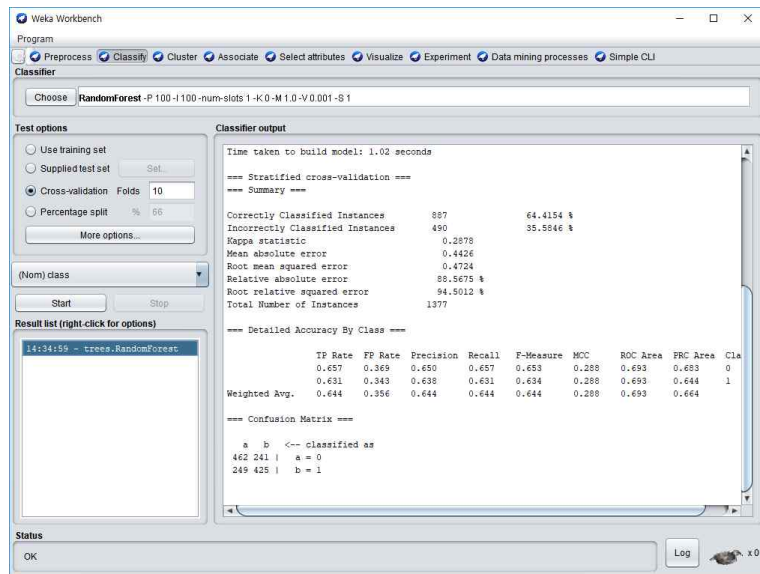 Weka Workbench
Program
Preprocess Classify Cluster Associate Select attributes Visualize Experiment Data mining processes Simple CLI
Classifier
Choose RandomForest -P 100 -I 100 -num-slots 1 -K 0 -M 1.0 -V 0.001 -S 1
Test options
Use training set
Supplied test set Set...
Cross-validation Folds 10
Percentage split % 66
More options...
(Nom) class
Start Stop
Result list (right-click for options)
14:34:59 - trees.RandomForest
Classifier output
Time taken to build model: 1.02 seconds
=== Stratified cross-validation ===
=== Summary ===
Correctly Classified Instances 887 64.4154 %
Incorrectly Classified Instances 490 35.5846 %
Kappa statistic 0.2878
Mean absolute error 0.4426
Root mean squared error 0.4724
Relative absolute error 88.5675 %
Root relative squared error 94.5012 %
Total Number of Instances 1377
=== Detailed Accuracy By Class ===
TP Rate FP Rate Precision Recall F-Measure MCC ROC Area PRC Area Cla
0.657 0.369 0.650 0.657 0.653 0.288 0.693 0.683 0
0.631 0.343 0.638 0.631 0.634 0.288 0.693 0.644 1
Weighted Avg. 0.644 0.356 0.644 0.644 0.644 0.288 0.693 0.664
=== Confusion Matrix ===
a b <-- classified as
462 241 | a = 0
249 425 | b = 1
Status
OK
Log
x 0